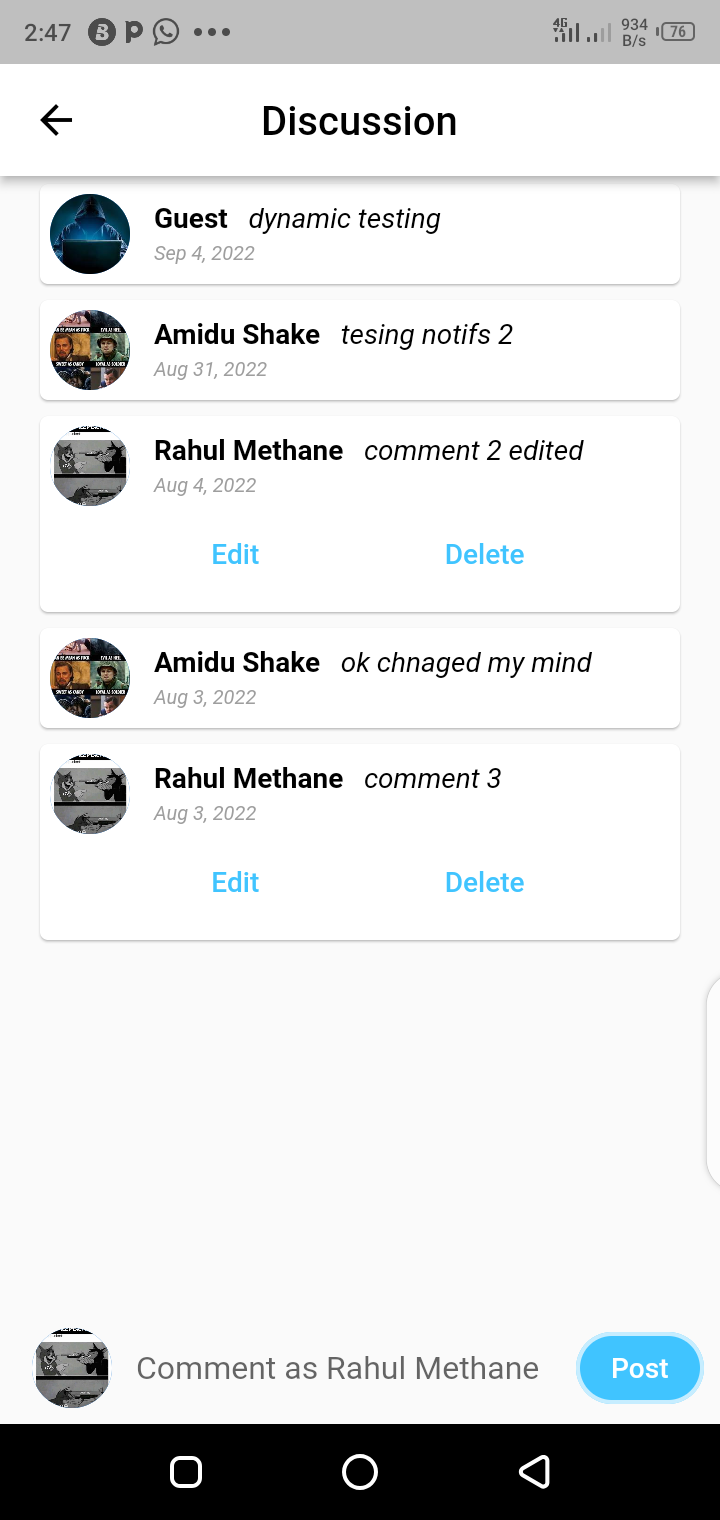 2:47
4G
934
B/s
76
Discussion
Guest dynamic testing
Sep 4, 2022
Amidu Shake tesing notifs 2
Aug 31, 2022
Rahul Methane comment 2 edited
Aug 4, 2022
Edit Delete
Amidu Shake ok chnaged my mind
Aug 3, 2022
Rahul Methane comment 3
Aug 3, 2022
Edit Delete
Comment as Rahul Methane
Post